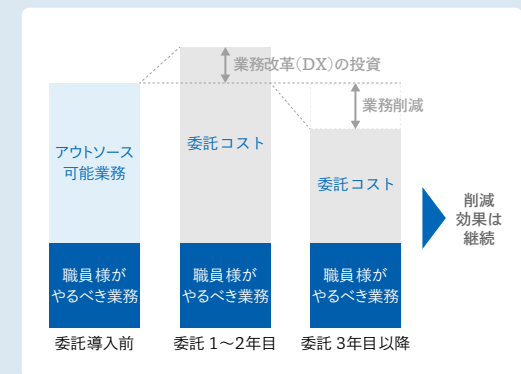 業務改革(DX)の投資
業務削減
アウトソース
可能業務
委託コスト
委託コスト
削減
効果は
継続
職員様が
やるべき業務
職員様が
やるべき業務
職員様が
やるべき業務
委託導入前
委託 1〜2年目
委託 3年目以降